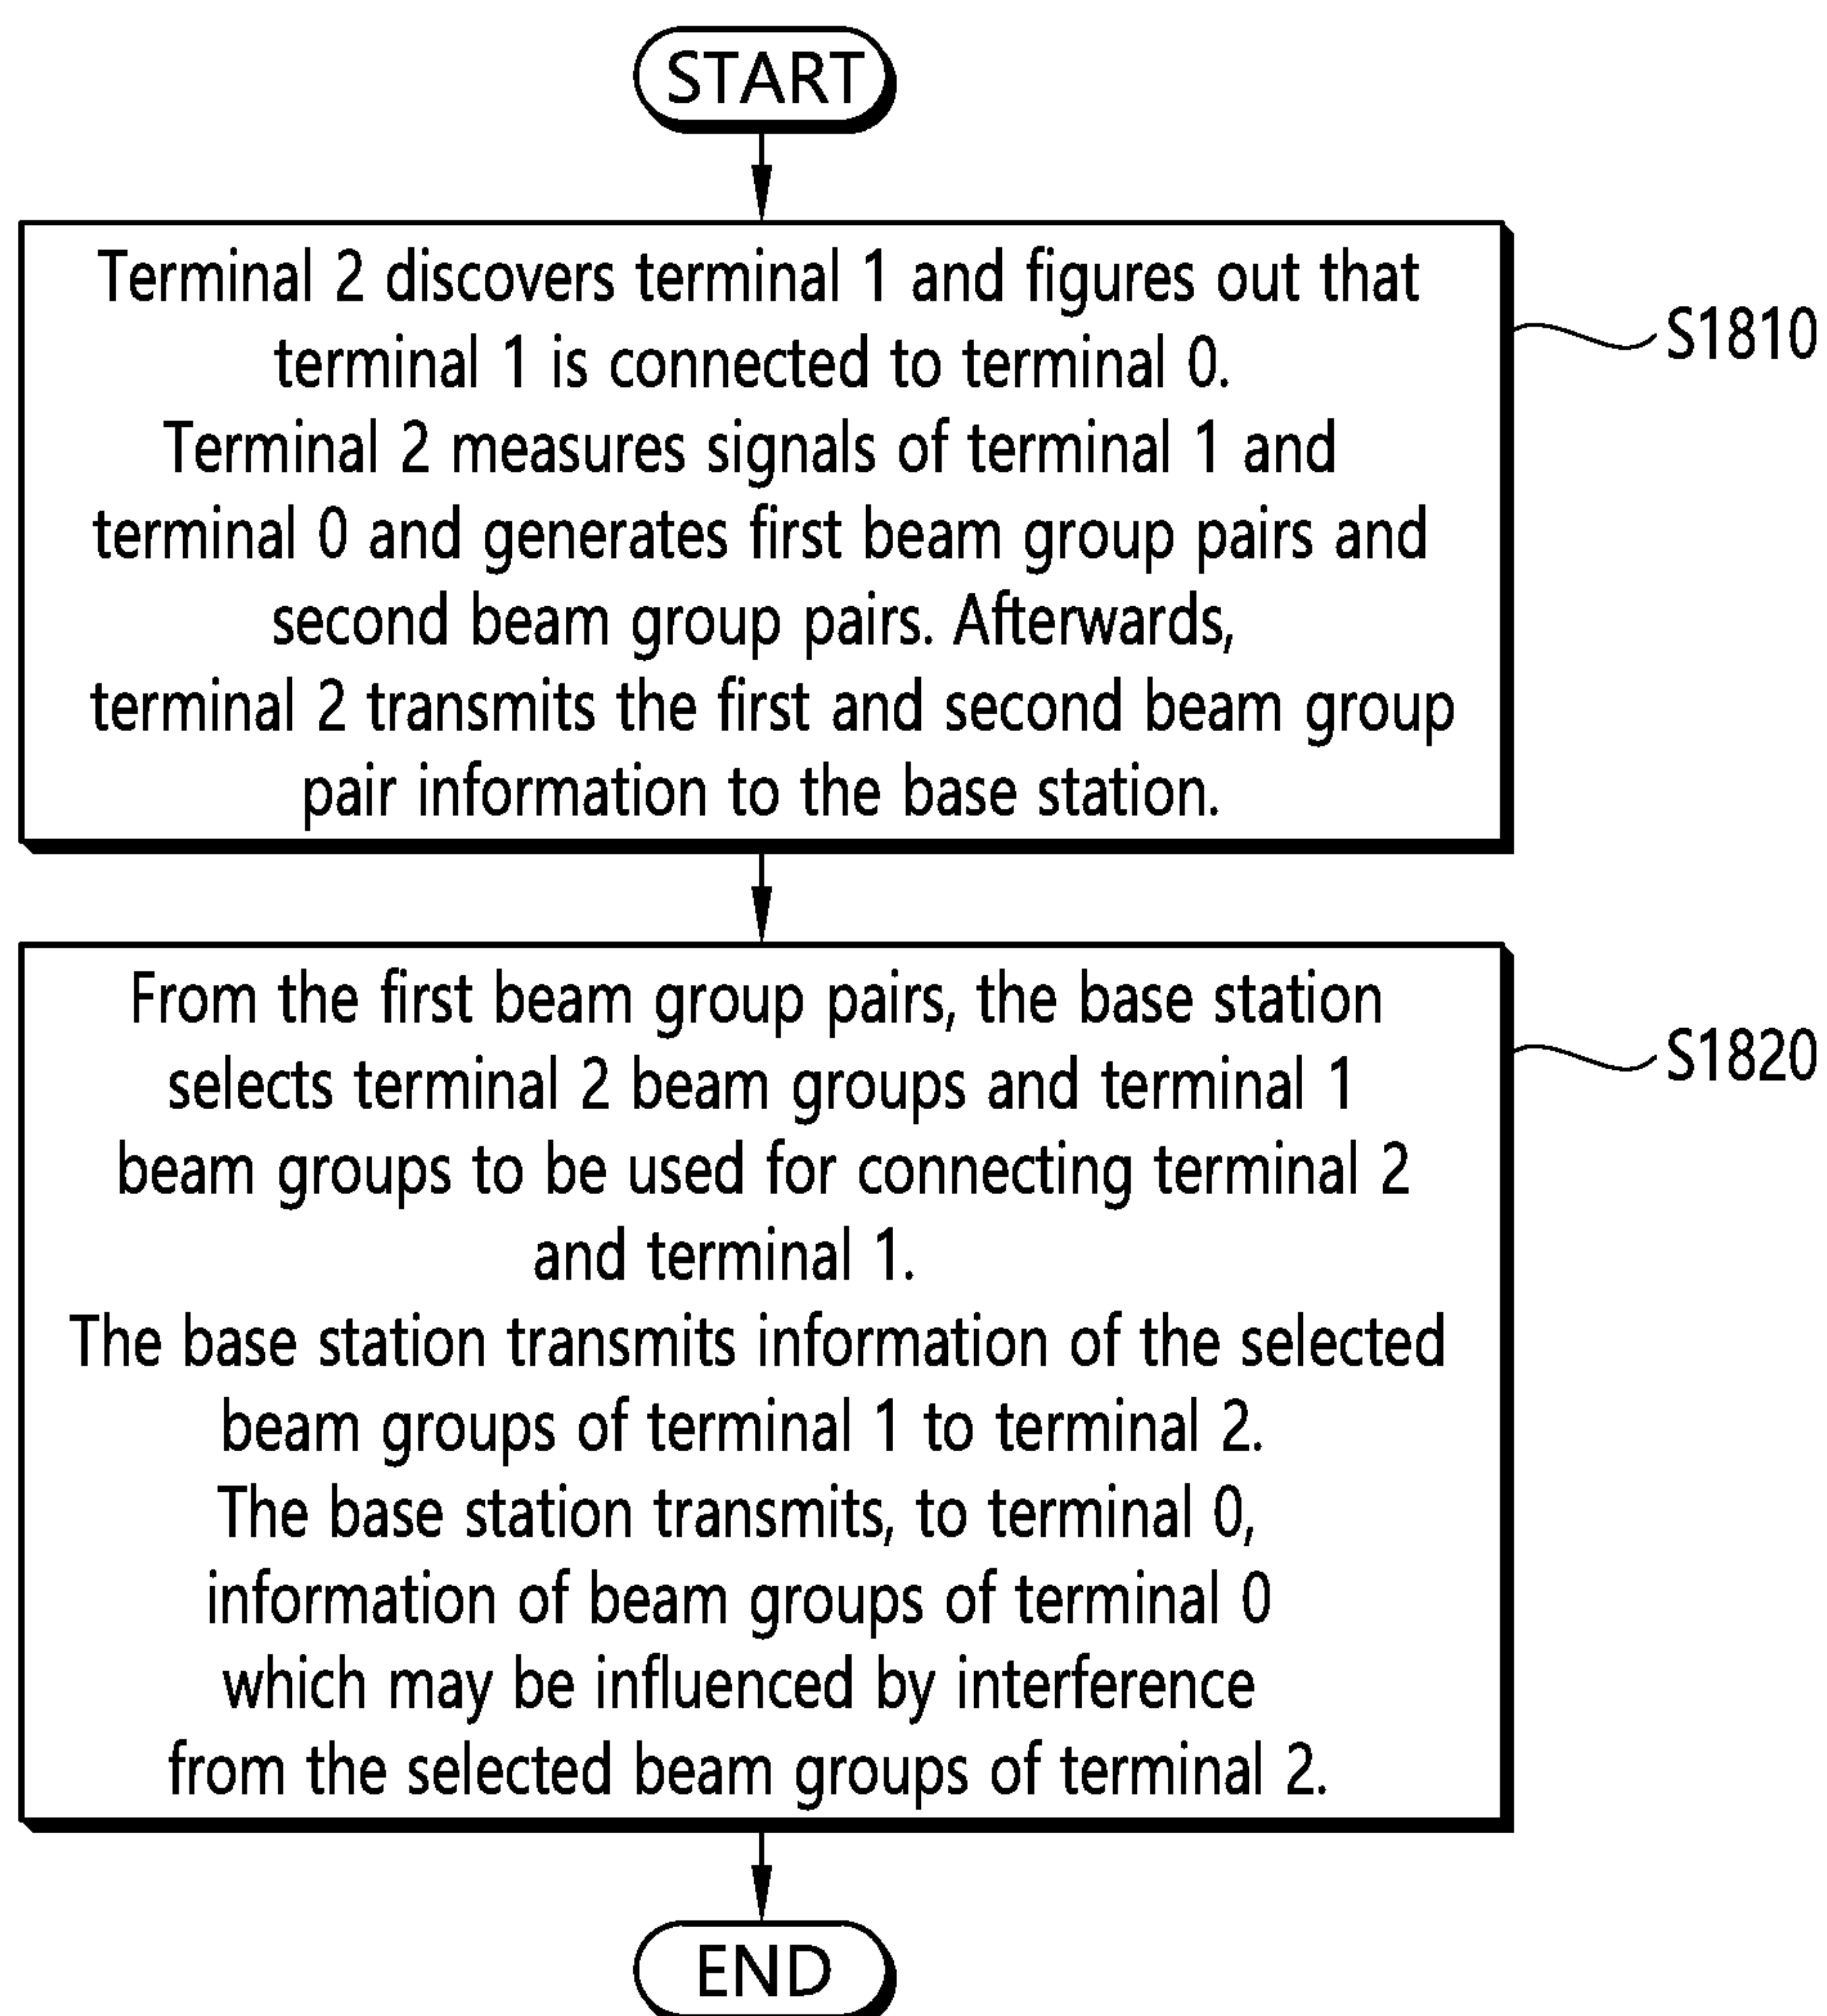 START
Terminal 2 discovers terminal 1 and figures out that
terminal 1 is connected to terminal 0.
Terminal 2 measures signals of terminal 1 and
terminal 0 and generates first beam group pairs and
second beam group pairs. Afterwards,
terminal 2 transmits the first and second beam group
pair information to the base station.
S1810
From the first beam group pairs, the base station
selects terminal 2 beam groups and terminal 1
beam groups to be used for connecting terminal 2
and terminal 1.
The base station transmits information of the selected
beam groups of terminal 1 to terminal 2.
The base station transmits, to terminal 0,
information of beam groups of terminal 0
which may be influenced by interference
from the selected beam groups of terminal 2.
S1820
END